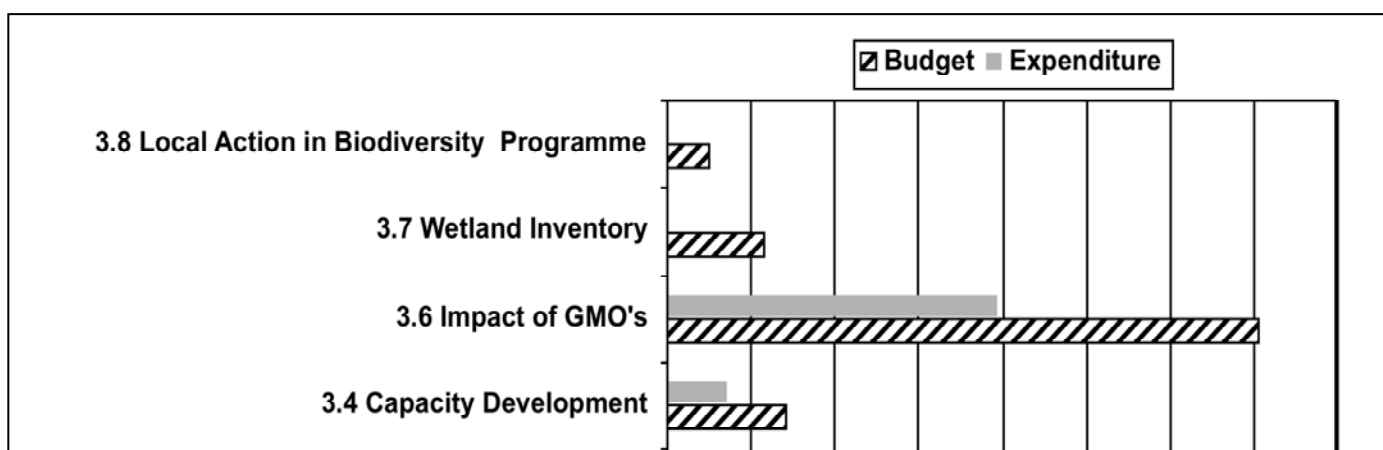 Budget Expenditure
3.8 Local Action in Biodiversity Programme
3.7 Wetland Inventory
3.6 Impact of GMO's
3.4 Capacity Development